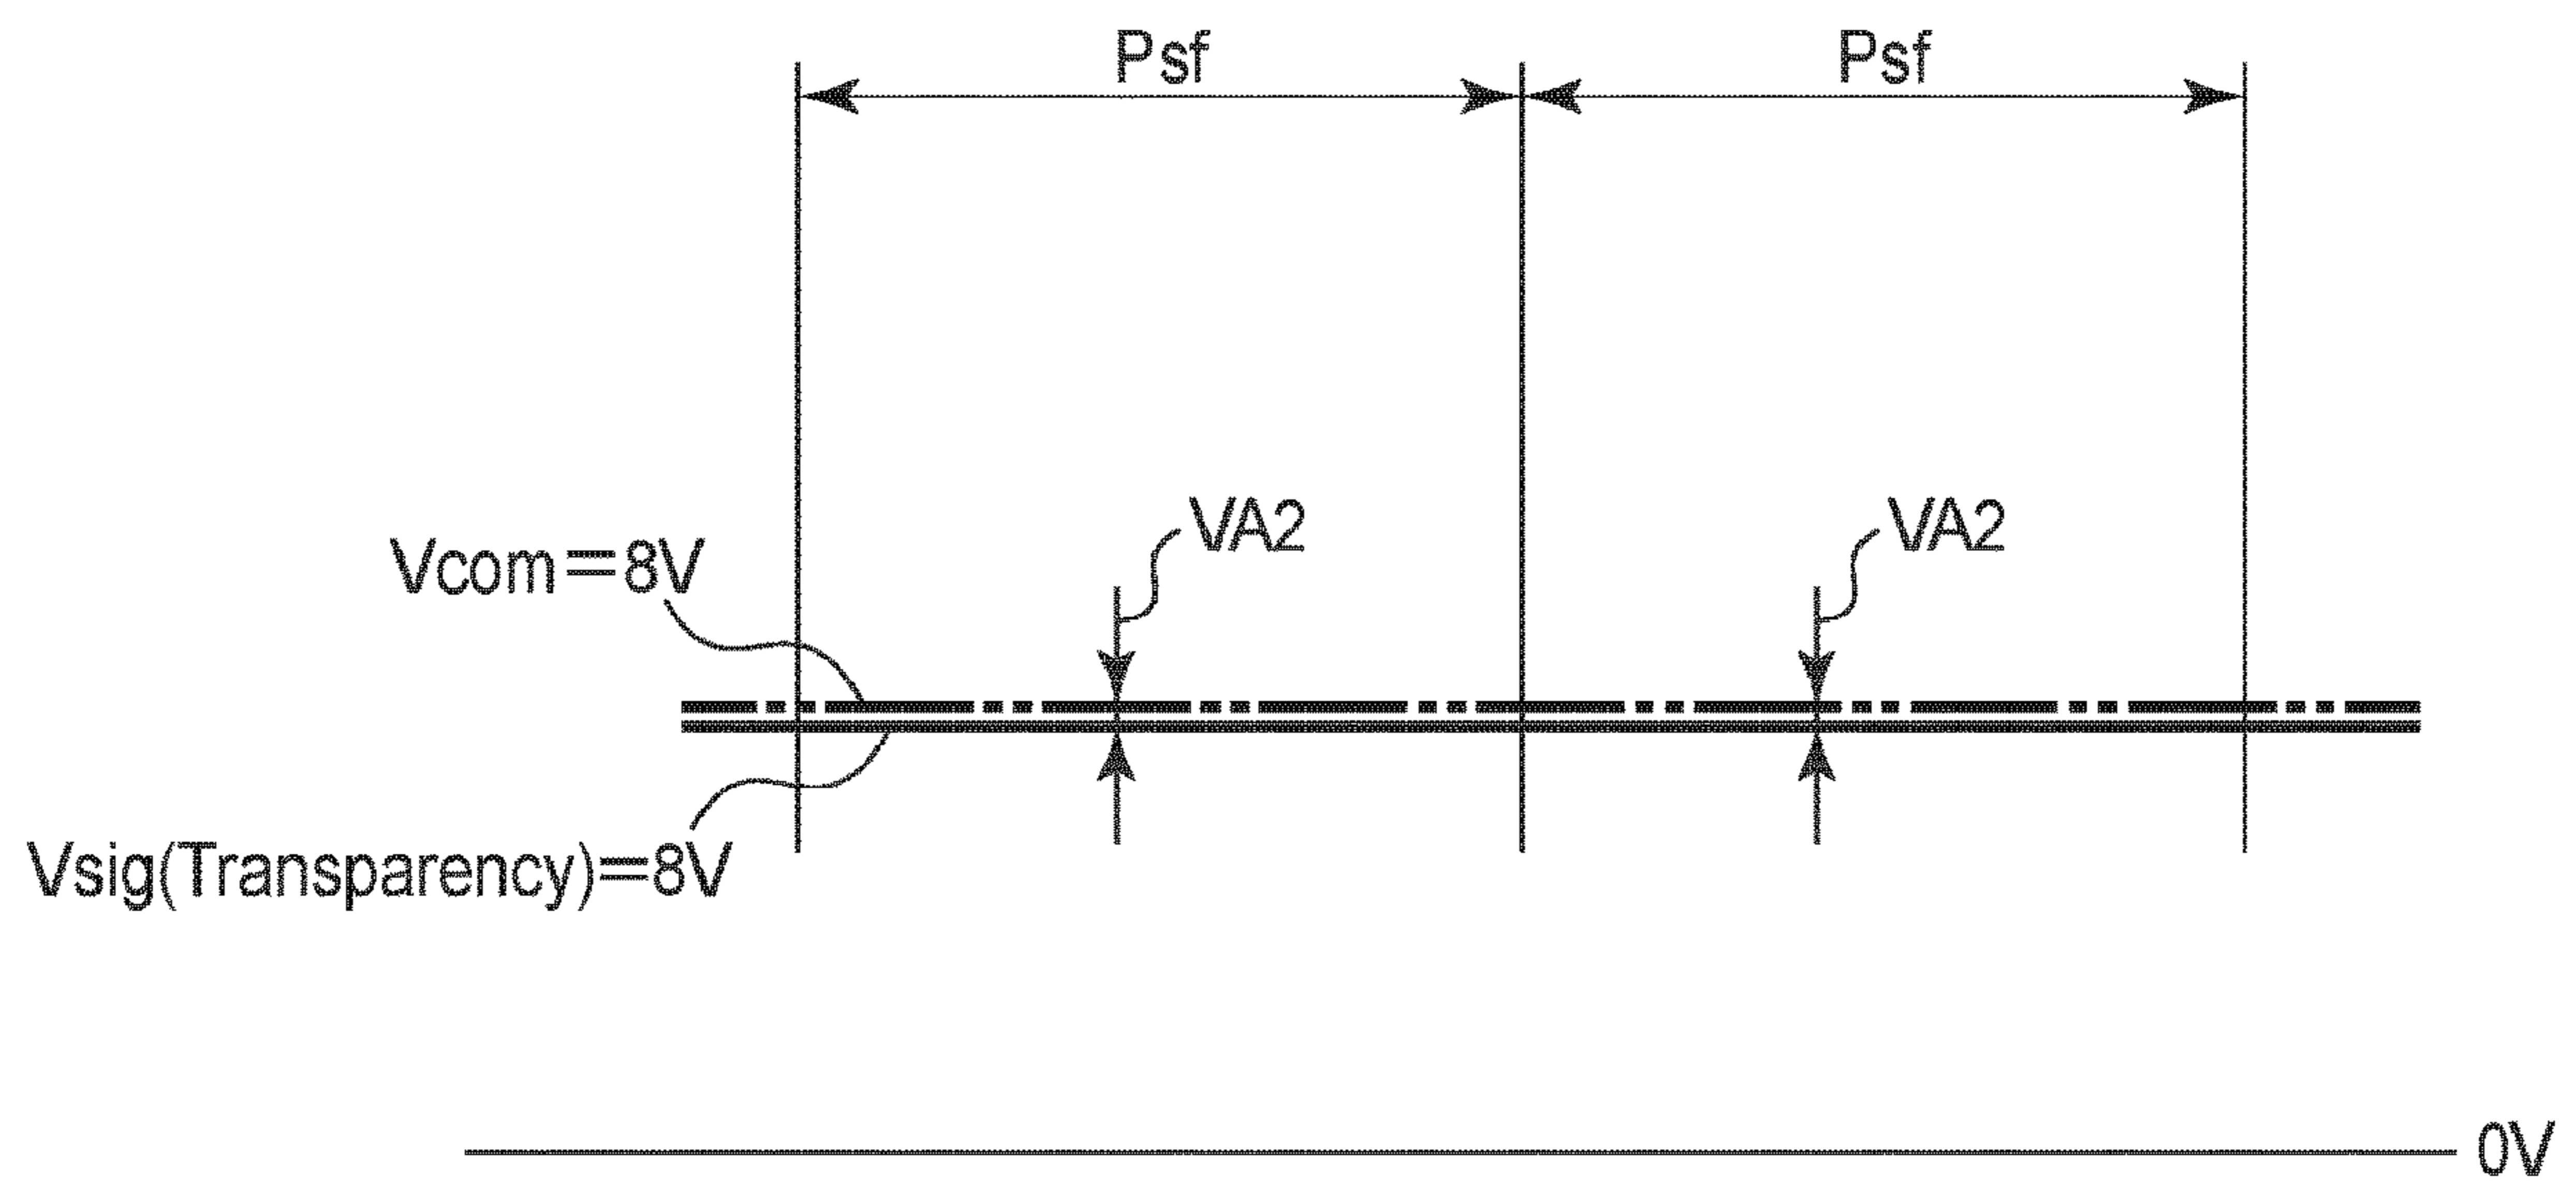 Psf Psf
VA2 VA2
Vcom=8V
Vsig(Transparency)=8V
0V